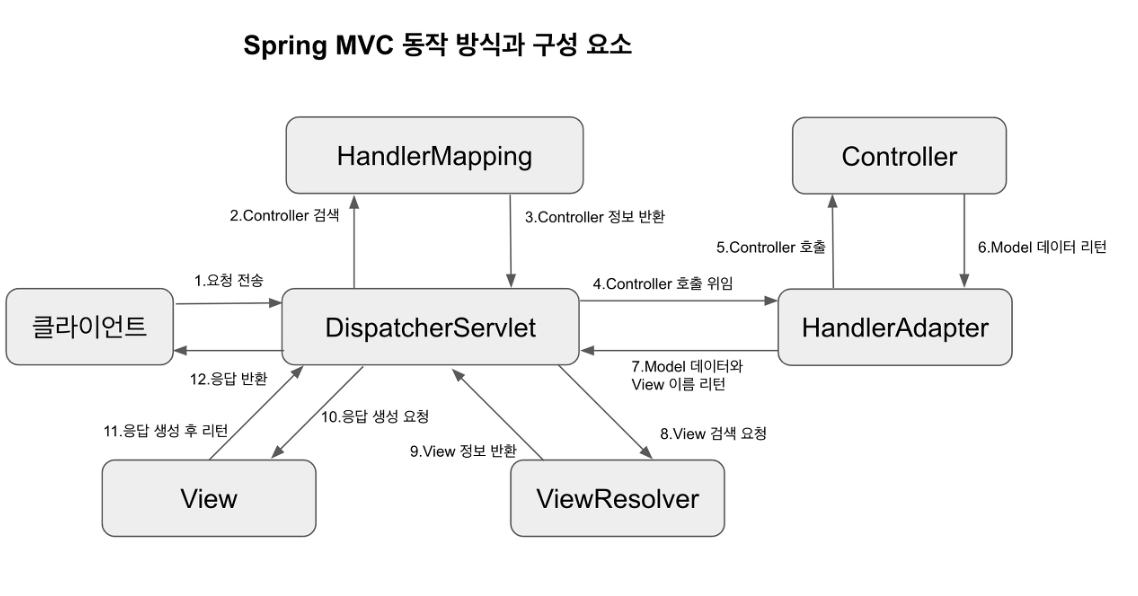 Spring MVC 동작 방식과 구성 요소
HandlerMapping
Controller
2.Controller 검색
3.Controller 정보 반환
5.Controller 호출
6.Model 데이터 리턴
1.요청 전송
4.Controller 호출 위임
클라이언트
DispatcherServlet
HandlerAdapter
12.응답 반환
7.Model 데이터와
View 이름 리턴
11.응답 생성 후 리턴
10.응답 생성 요청
9.View 정보 반환
8.View 검색 요청
View
ViewResolver